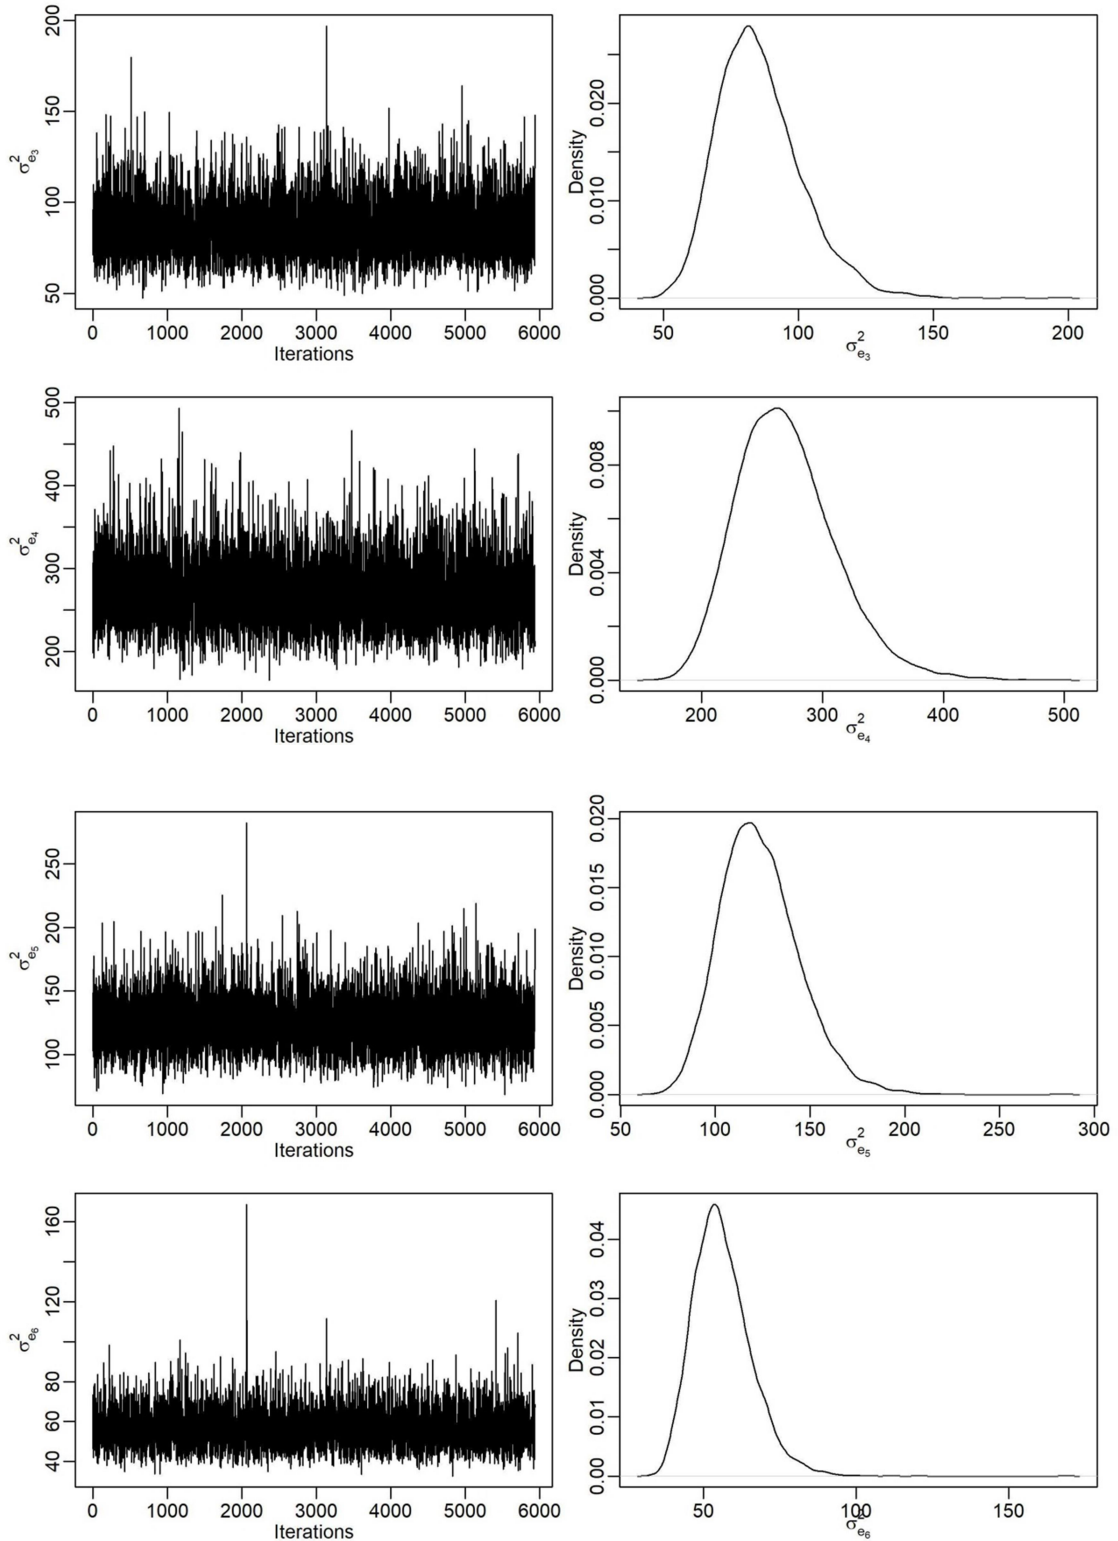 200
150
100
50
σ²e₃
0 1000 2000 3000 4000 5000 6000
Iterations
0.020
0.010
0.000
Density
50 100 150 200
σ²e₃
500
400
300
200
σ²e₄
0 1000 2000 3000 4000 5000 6000
Iterations
0.008
0.004
0.000
Density
200 300 400 500
σ²e₄
250
200
150
100
σ²e₅
0 1000 2000 3000 4000 5000 6000
Iterations
0.020
0.015
0.010
0.005
0.000
Density
50 100 150 200 250 300
σ²e₅
160
120
80
60
40
σ²e₆
0 1000 2000 3000 4000 5000 6000
Iterations
0.04
0.03
0.02
0.01
0.00
Density
50 100 150
σ²e₆